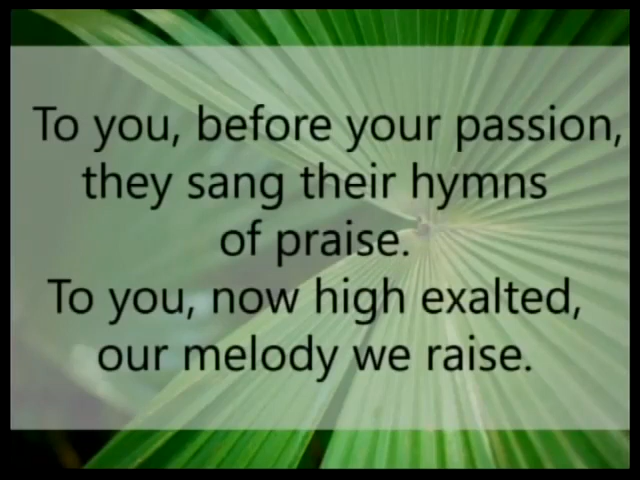 To you, before your passion,
they sang their hymns
of praise.
To you, now high exalted,
our melody we raise.